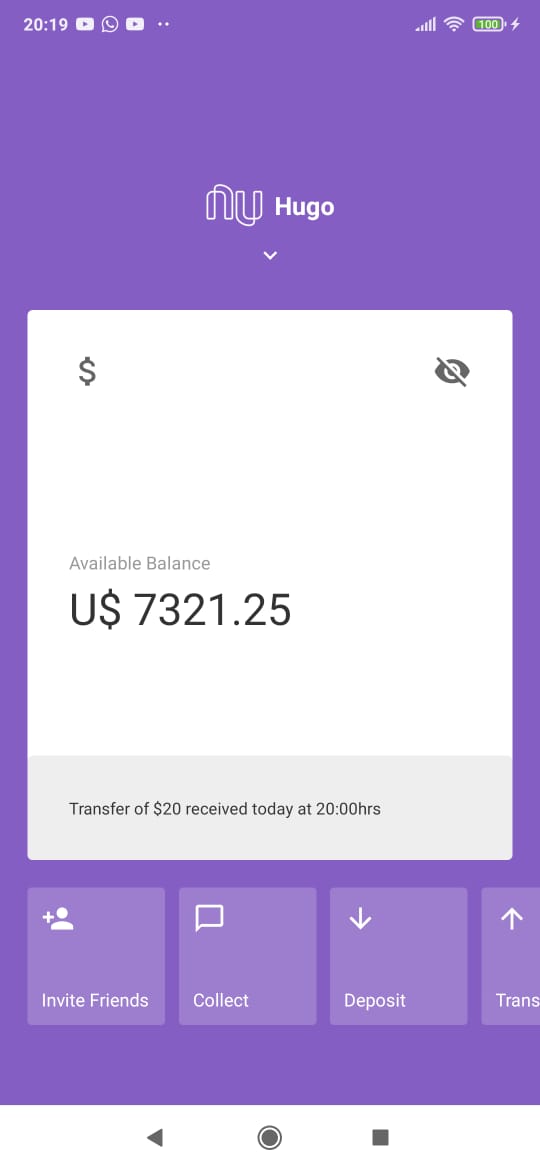 20:19
100
nu Hugo
$
Available Balance
U$ 7321.25
Transfer of $20 received today at 20:00hrs
Invite Friends
Collect
Deposit
Trans